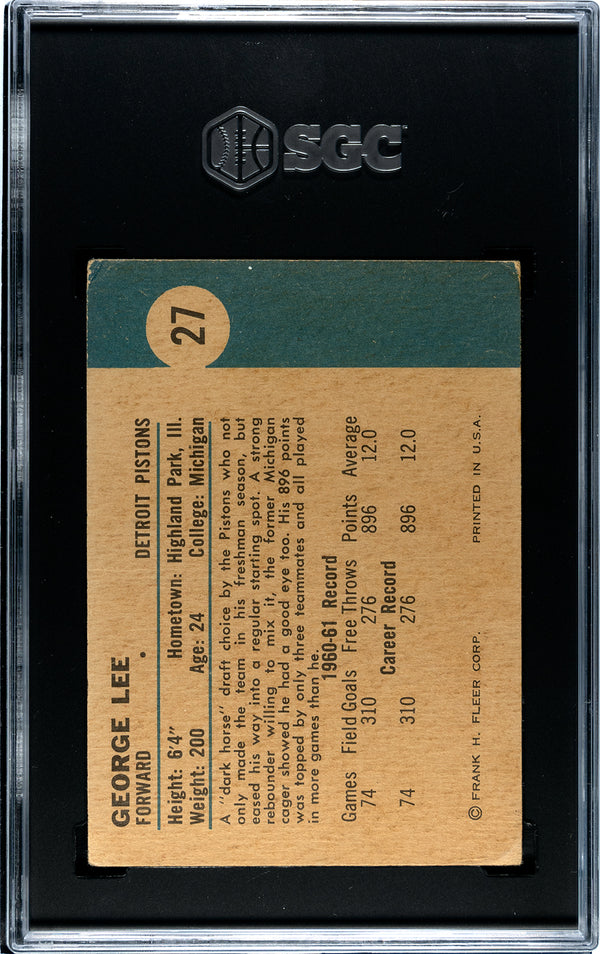 SGC
27
GEORGE LEE
FORWARD DETROIT PISTONS
Height: 6'4" Hometown: Highland Park, Ill.
Weight: 200 Age: 24 College: Michigan
A "dark horse" draft choice by the Pistons who not
only made the team in his freshman season, but
eased his way into a regular starting spot. A strong
rebounder willing to mix it, the former Michigan
cager showed he had a good eye too. His 896 points
was topped by only three teammates and all played
in more games than he.
1960-61 Record
Games Field Goals Free Throws Points Average
74 310 276 896 12.0
Career Record
74 310 276 896 12.0
© FRANK H. FLEER CORP. PRINTED IN U.S.A.